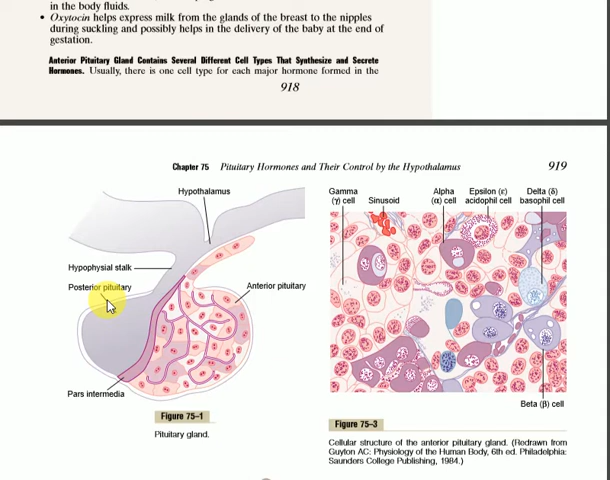 in the body fluids.
• Oxytocin helps express milk from the glands of the breast to the nipples
during suckling and possibly helps in the delivery of the baby at the end of
gestation.
Anterior Pituitary Gland Contains Several Different Cell Types That Synthesize and Secrete
Hormones. Usually, there is one cell type for each major hormone formed in the
918
Chapter 75 Pituitary Hormones and Their Control by the Hypothalamus 919
Hypothalamus
Hypophysial stalk
Posterior pituitary
Anterior pituitary
Pars intermedia
Figure 75–1
Pituitary gland.
Gamma
(γ) cell
Sinusoid
Alpha
(α) cell
Epsilon (ε)
acidophil cell
Delta (δ)
basophil cell
Beta (β) cell
Figure 75–3
Cellular structure of the anterior pituitary gland. (Redrawn from
Guyton AC: Physiology of the Human Body, 6th ed. Philadelphia:
Saunders College Publishing, 1984.)